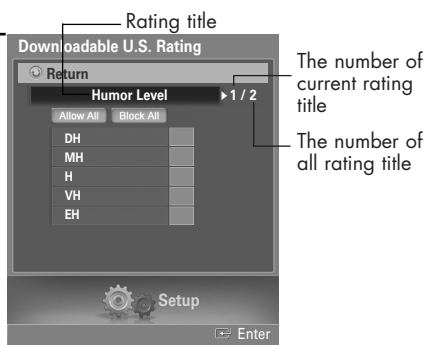 Rating title
Downloadable U.S. Rating
Return
Humor Level
1 / 2
Allow All
Block All
DH
MH
H
VH
EH
Setup
Enter
The number of
current rating
title
The number of
all rating title